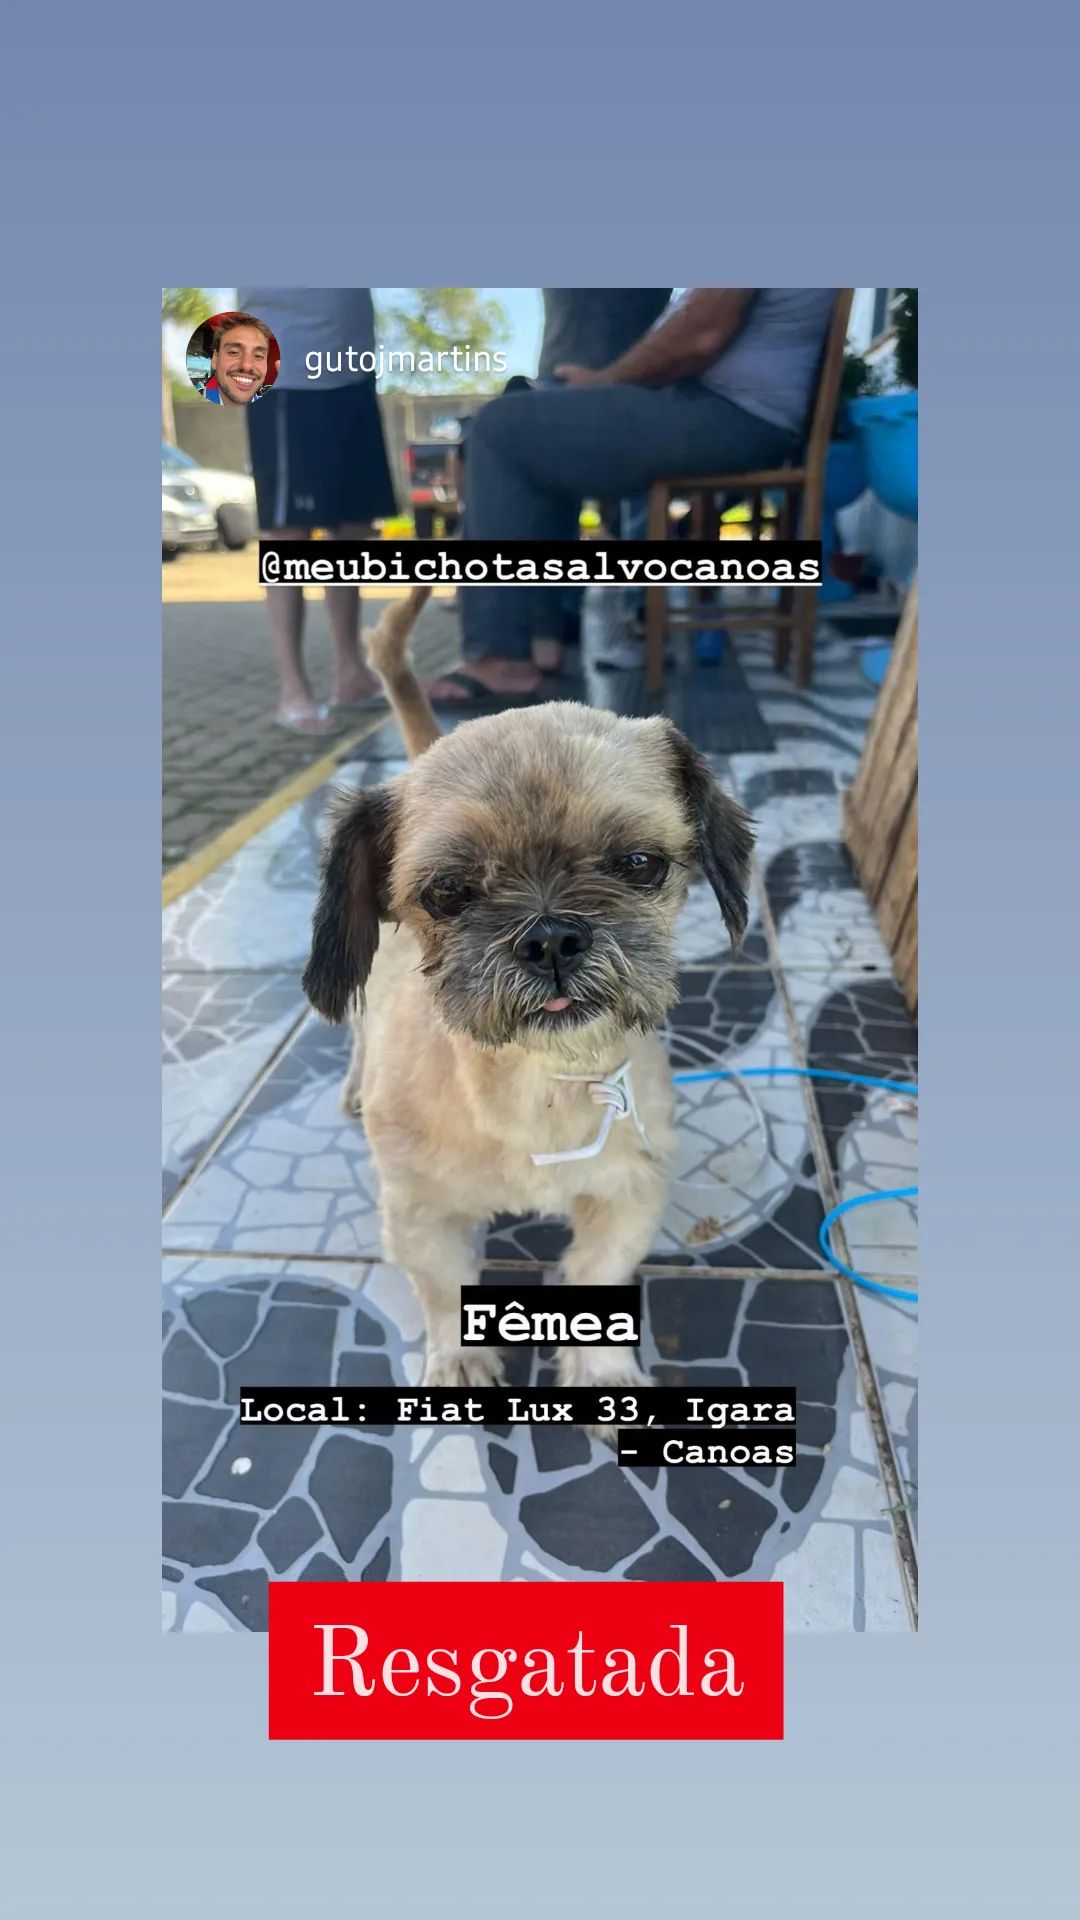 gutojmartins
@meubichotasalvocanoas
Fêmea
Local: Fiat Lux 33, Igara
- Canoas
Resgatada